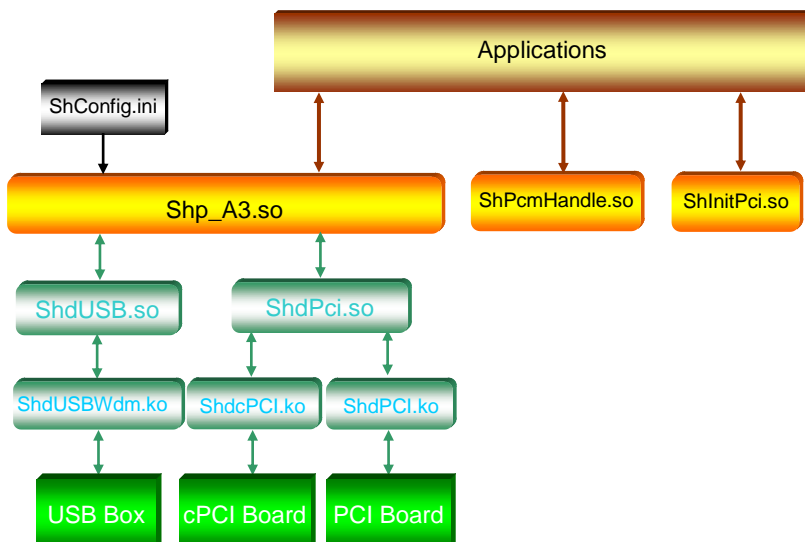 Applications
ShConfig.ini
Shp_A3.so
ShPcmHandle.so
ShInitPci.so
ShdUSB.so
ShdPci.so
ShdUSBWdm.ko
ShdcPCI.ko
ShdPCI.ko
USB Box
cPCI Board
PCI Board